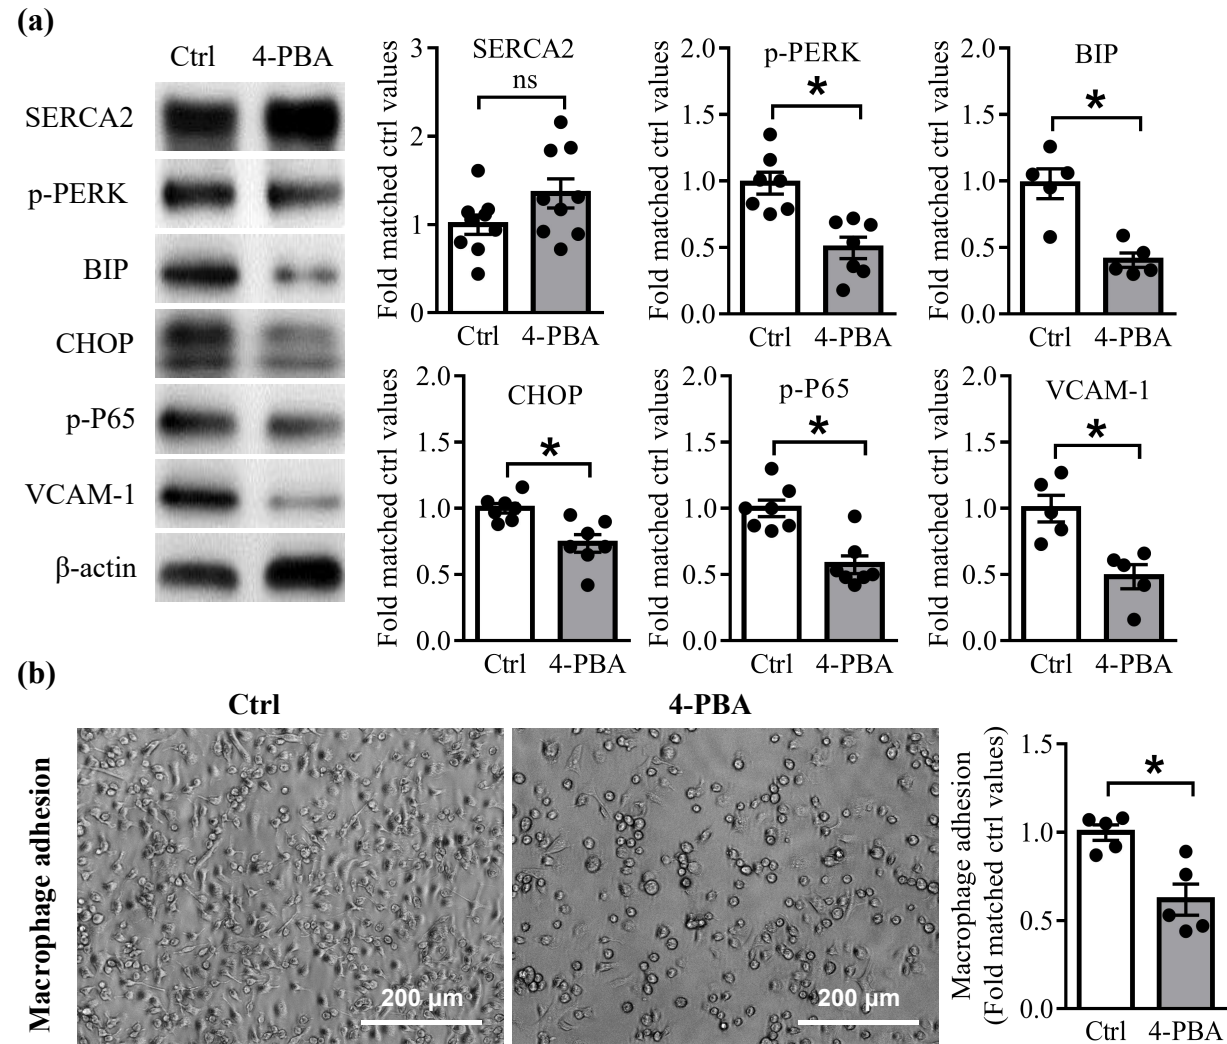 (a)
Ctrl 4-PBA
SERCA2
p-PERK
BIP
CHOP
p-P65
VCAM-1
β-actin
Fold matched ctrl values
3
2
1
0
SERCA2
ns
Ctrl 4-PBA
Fold matched ctrl values
2.0
1.5
1.0
0.5
0.0
p-PERK
*
Ctrl 4-PBA
Fold matched ctrl values
2.0
1.5
1.0
0.5
0.0
BIP
*
Ctrl 4-PBA
Fold matched ctrl values
2.0
1.5
1.0
0.5
0.0
CHOP
*
Ctrl 4-PBA
Fold matched ctrl values
2.0
1.5
1.0
0.5
0.0
p-P65
*
Ctrl 4-PBA
Fold matched ctrl values
2.0
1.5
1.0
0.5
0.0
VCAM-1
*
Ctrl 4-PBA
(b)
Ctrl
4-PBA
Macrophage adhesion
200 μm
200 μm
Macrophage adhesion
(Fold matched ctrl values)
1.5
1.0
0.5
0.0
*
Ctrl 4-PBA